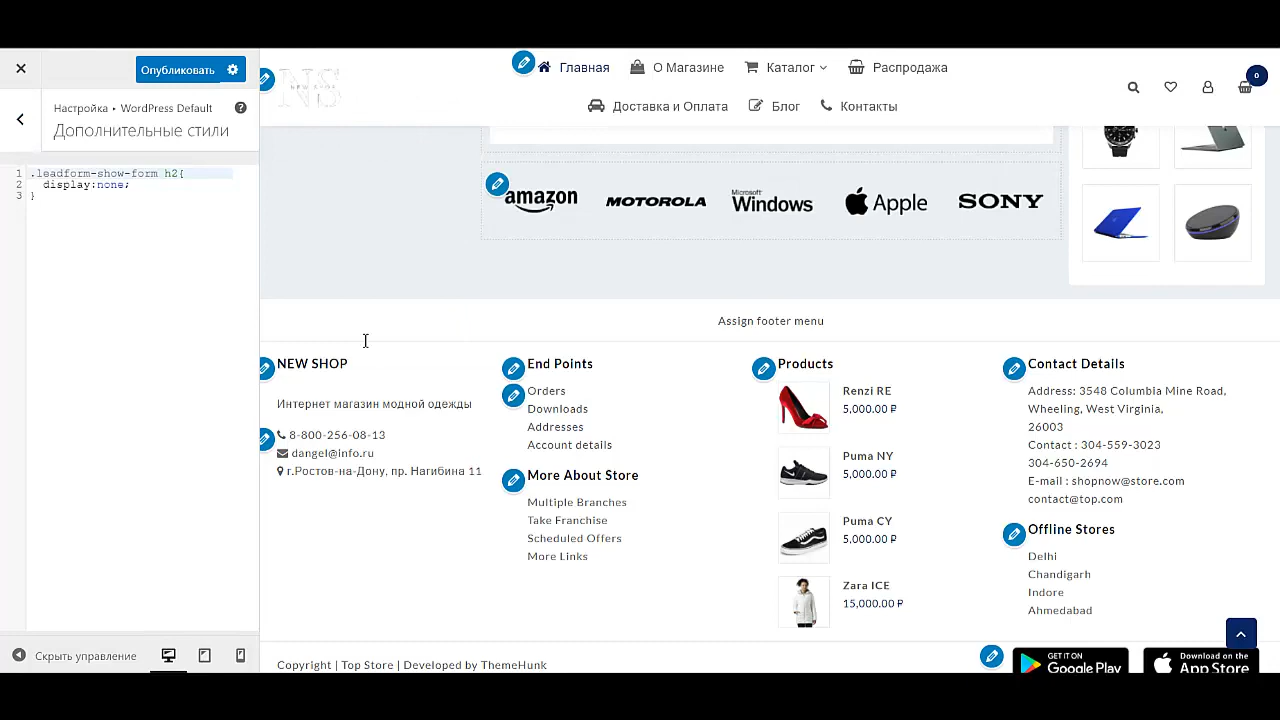 Опубликовать
Настройка ▸ WordPress Default
Дополнительные стили
1 .leadform-show-form h2{
2 display:none;
3 }
Скрыть управление
NS
Главная
О Магазине
Каталог
Распродажа
Доставка и Оплата
Блог
Контакты
0
amazon
MOTOROLA
Microsoft
Windows
Apple
SONY
Assign footer menu
NEW SHOP
Интернет магазин модной одежды
8-800-256-08-13
dangel@info.ru
г.Ростов-на-Дону, пр. Нагибина 11
End Points
Orders
Downloads
Addresses
Account details
More About Store
Multiple Branches
Take Franchise
Scheduled Offers
More Links
Products
Renzi RE
5,000.00 ₽
Puma NY
5,000.00 ₽
Puma CY
5,000.00 ₽
Zara ICE
15,000.00 ₽
Contact Details
Address: 3548 Columbia Mine Road,
Wheeling, West Virginia,
26003
Contact : 304-559-3023
304-650-2694
E-mail : shopnow@store.com
contact@top.com
Offline Stores
Delhi
Chandigarh
Indore
Ahmedabad
Copyright | Top Store | Developed by ThemeHunk
GET IT ON
Google Play
Download on the
App Store